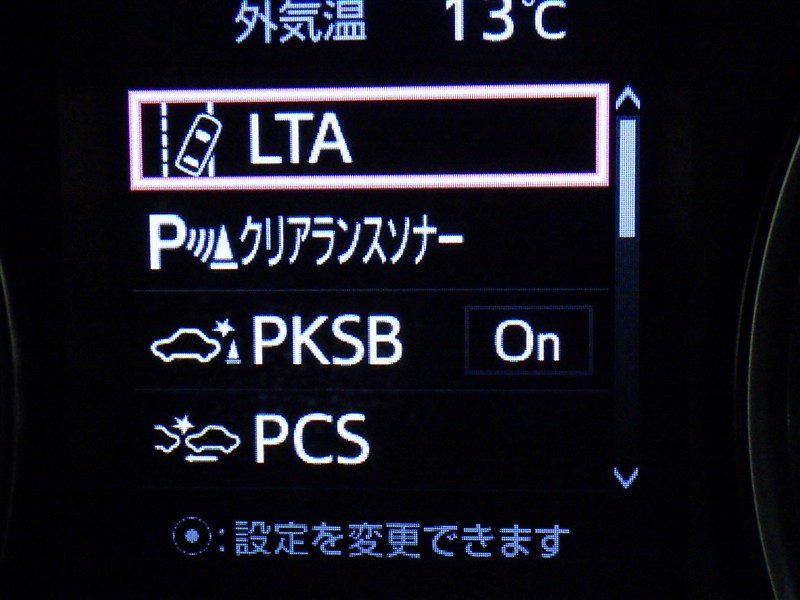 外気温 13℃
LTA
Pクリアランスソナー
PKSB On
PCS
:設定を変更できます